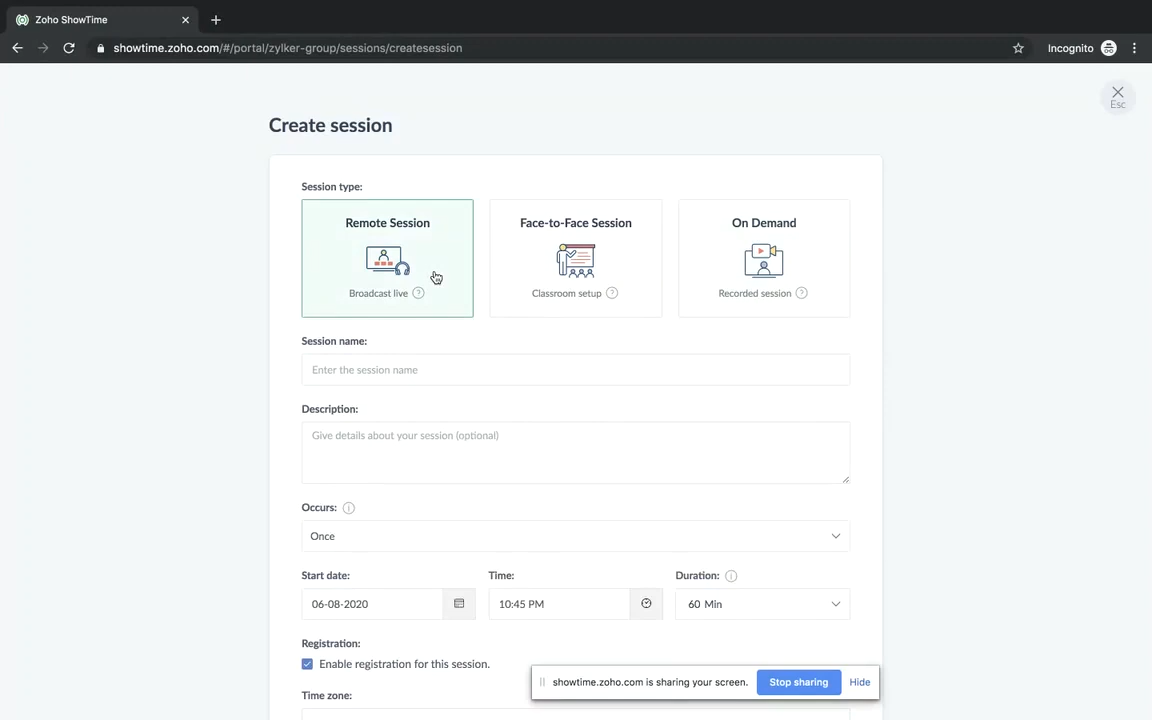 Zoho ShowTime
showtime.zoho.com/#/portal/zylker-group/sessions/createsession
Incognito
Esc
Create session
Session type:
Remote Session
Broadcast live ?
Face-to-Face Session
Classroom setup ?
On Demand
Recorded session ?
Session name:
Enter the session name
Description:
Give details about your session (optional)
Occurs:
Once
Start date:
Time:
Duration:
06-08-2020
10:45 PM
60 Min
Registration:
Enable registration for this session.
showtime.zoho.com is sharing your screen.
Stop sharing
Hide
Time zone: